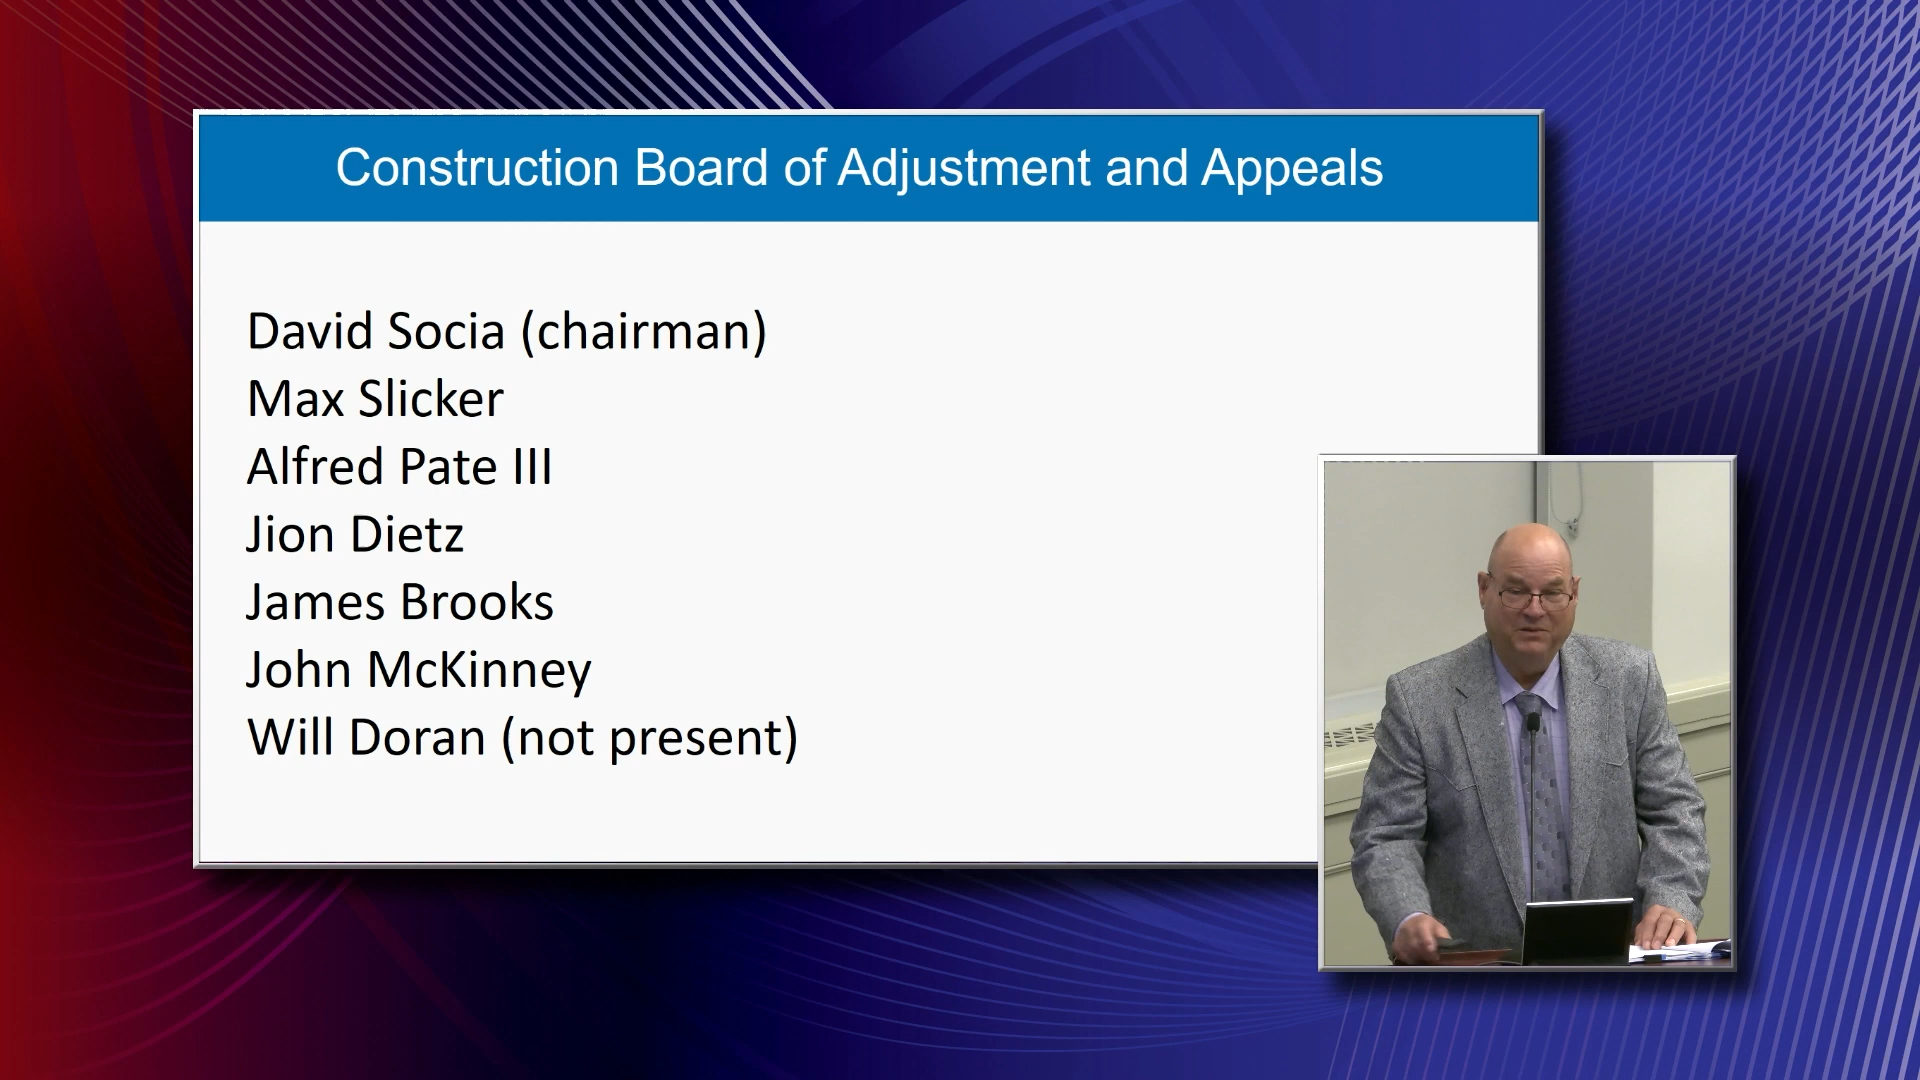 Construction Board of Adjustment and Appeals
David Socia (chairman)
Max Slicker
Alfred Pate III
Jion Dietz
James Brooks
John McKinney
Will Doran (not present)